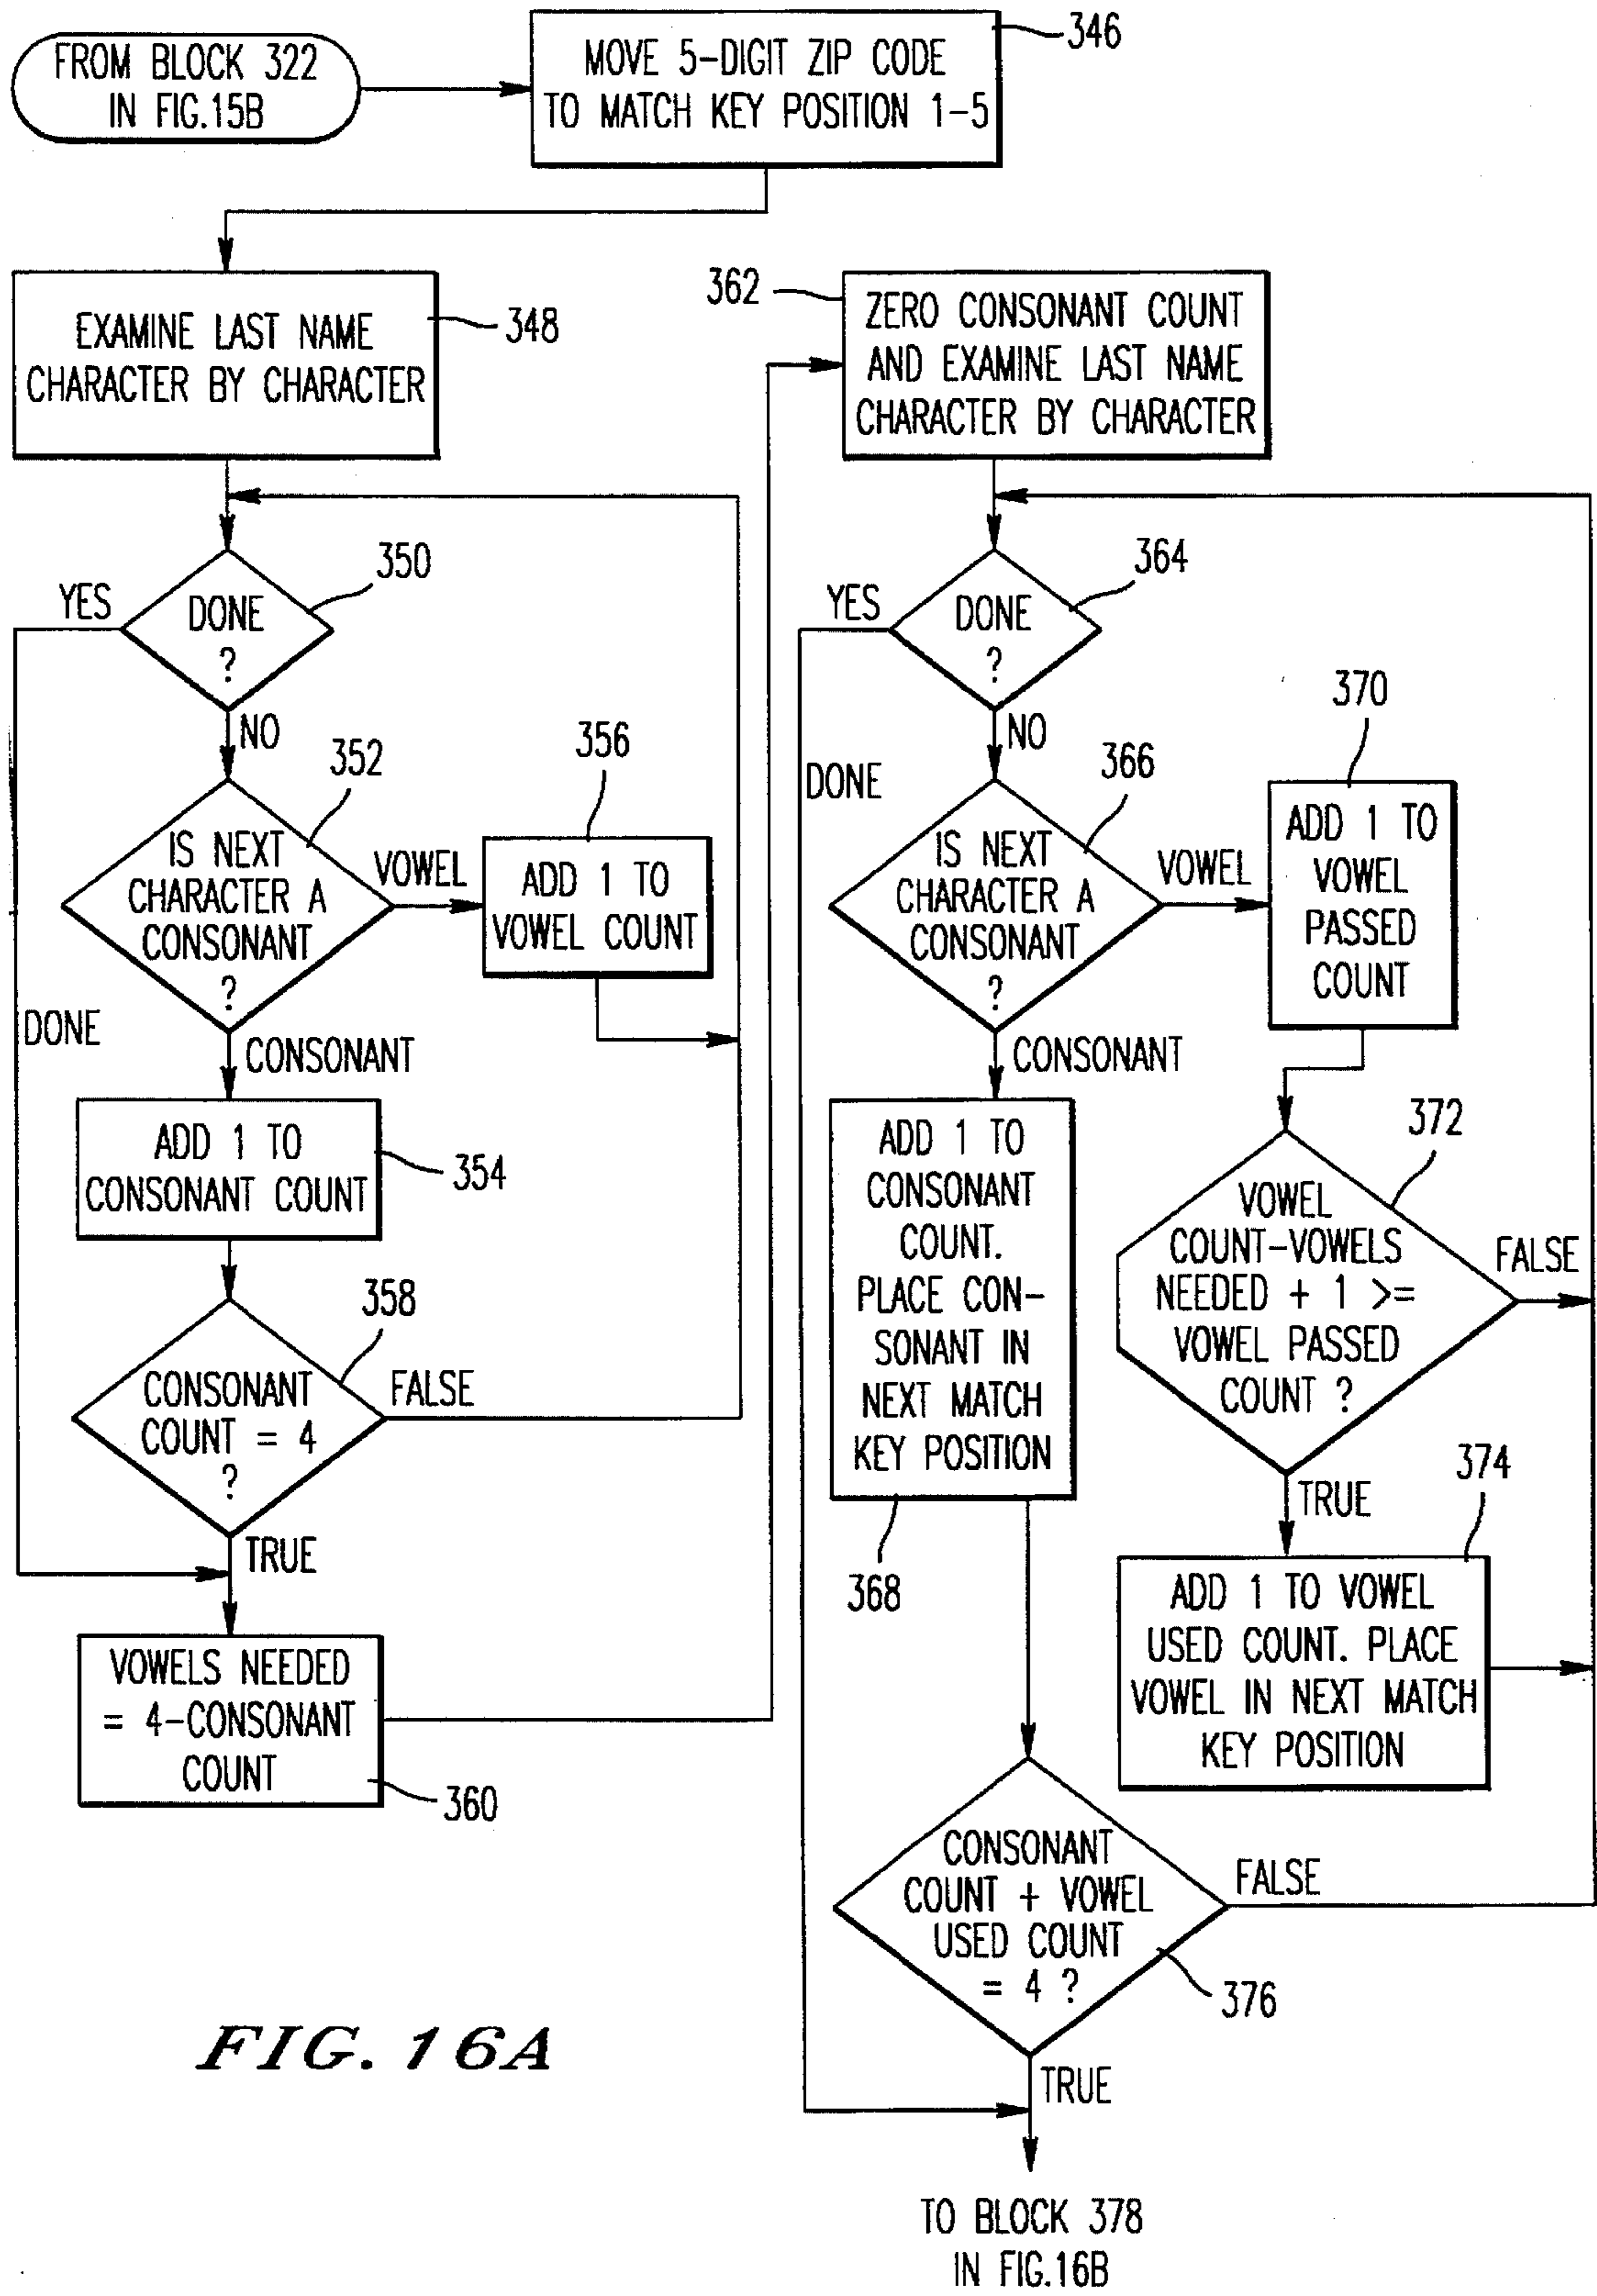 FROM BLOCK 322
IN FIG.15B
MOVE 5-DIGIT ZIP CODE
TO MATCH KEY POSITION 1-5
346
EXAMINE LAST NAME
CHARACTER BY CHARACTER
348
350
YES
DONE
?
NO
352
356
IS NEXT
CHARACTER A
CONSONANT
?
VOWEL
ADD 1 TO
VOWEL COUNT
DONE
CONSONANT
ADD 1 TO
CONSONANT COUNT
354
358
CONSONANT
COUNT = 4
?
FALSE
TRUE
VOWELS NEEDED
= 4-CONSONANT
COUNT
360
362
ZERO CONSONANT COUNT
AND EXAMINE LAST NAME
CHARACTER BY CHARACTER
364
YES
DONE
?
NO
DONE
366
370
IS NEXT
CHARACTER A
CONSONANT
?
VOWEL
ADD 1 TO
VOWEL
PASSED
COUNT
CONSONANT
ADD 1 TO
CONSONANT
COUNT.
PLACE CON-
SONANT IN
NEXT MATCH
KEY POSITION
368
372
VOWEL
COUNT-VOWELS
NEEDED + 1 >=
VOWEL PASSED
COUNT ?
FALSE
TRUE
374
ADD 1 TO VOWEL
USED COUNT. PLACE
VOWEL IN NEXT MATCH
KEY POSITION
CONSONANT
COUNT + VOWEL
USED COUNT
= 4 ?
FALSE
376
TRUE
TO BLOCK 378
IN FIG.16B
FIG. 16A